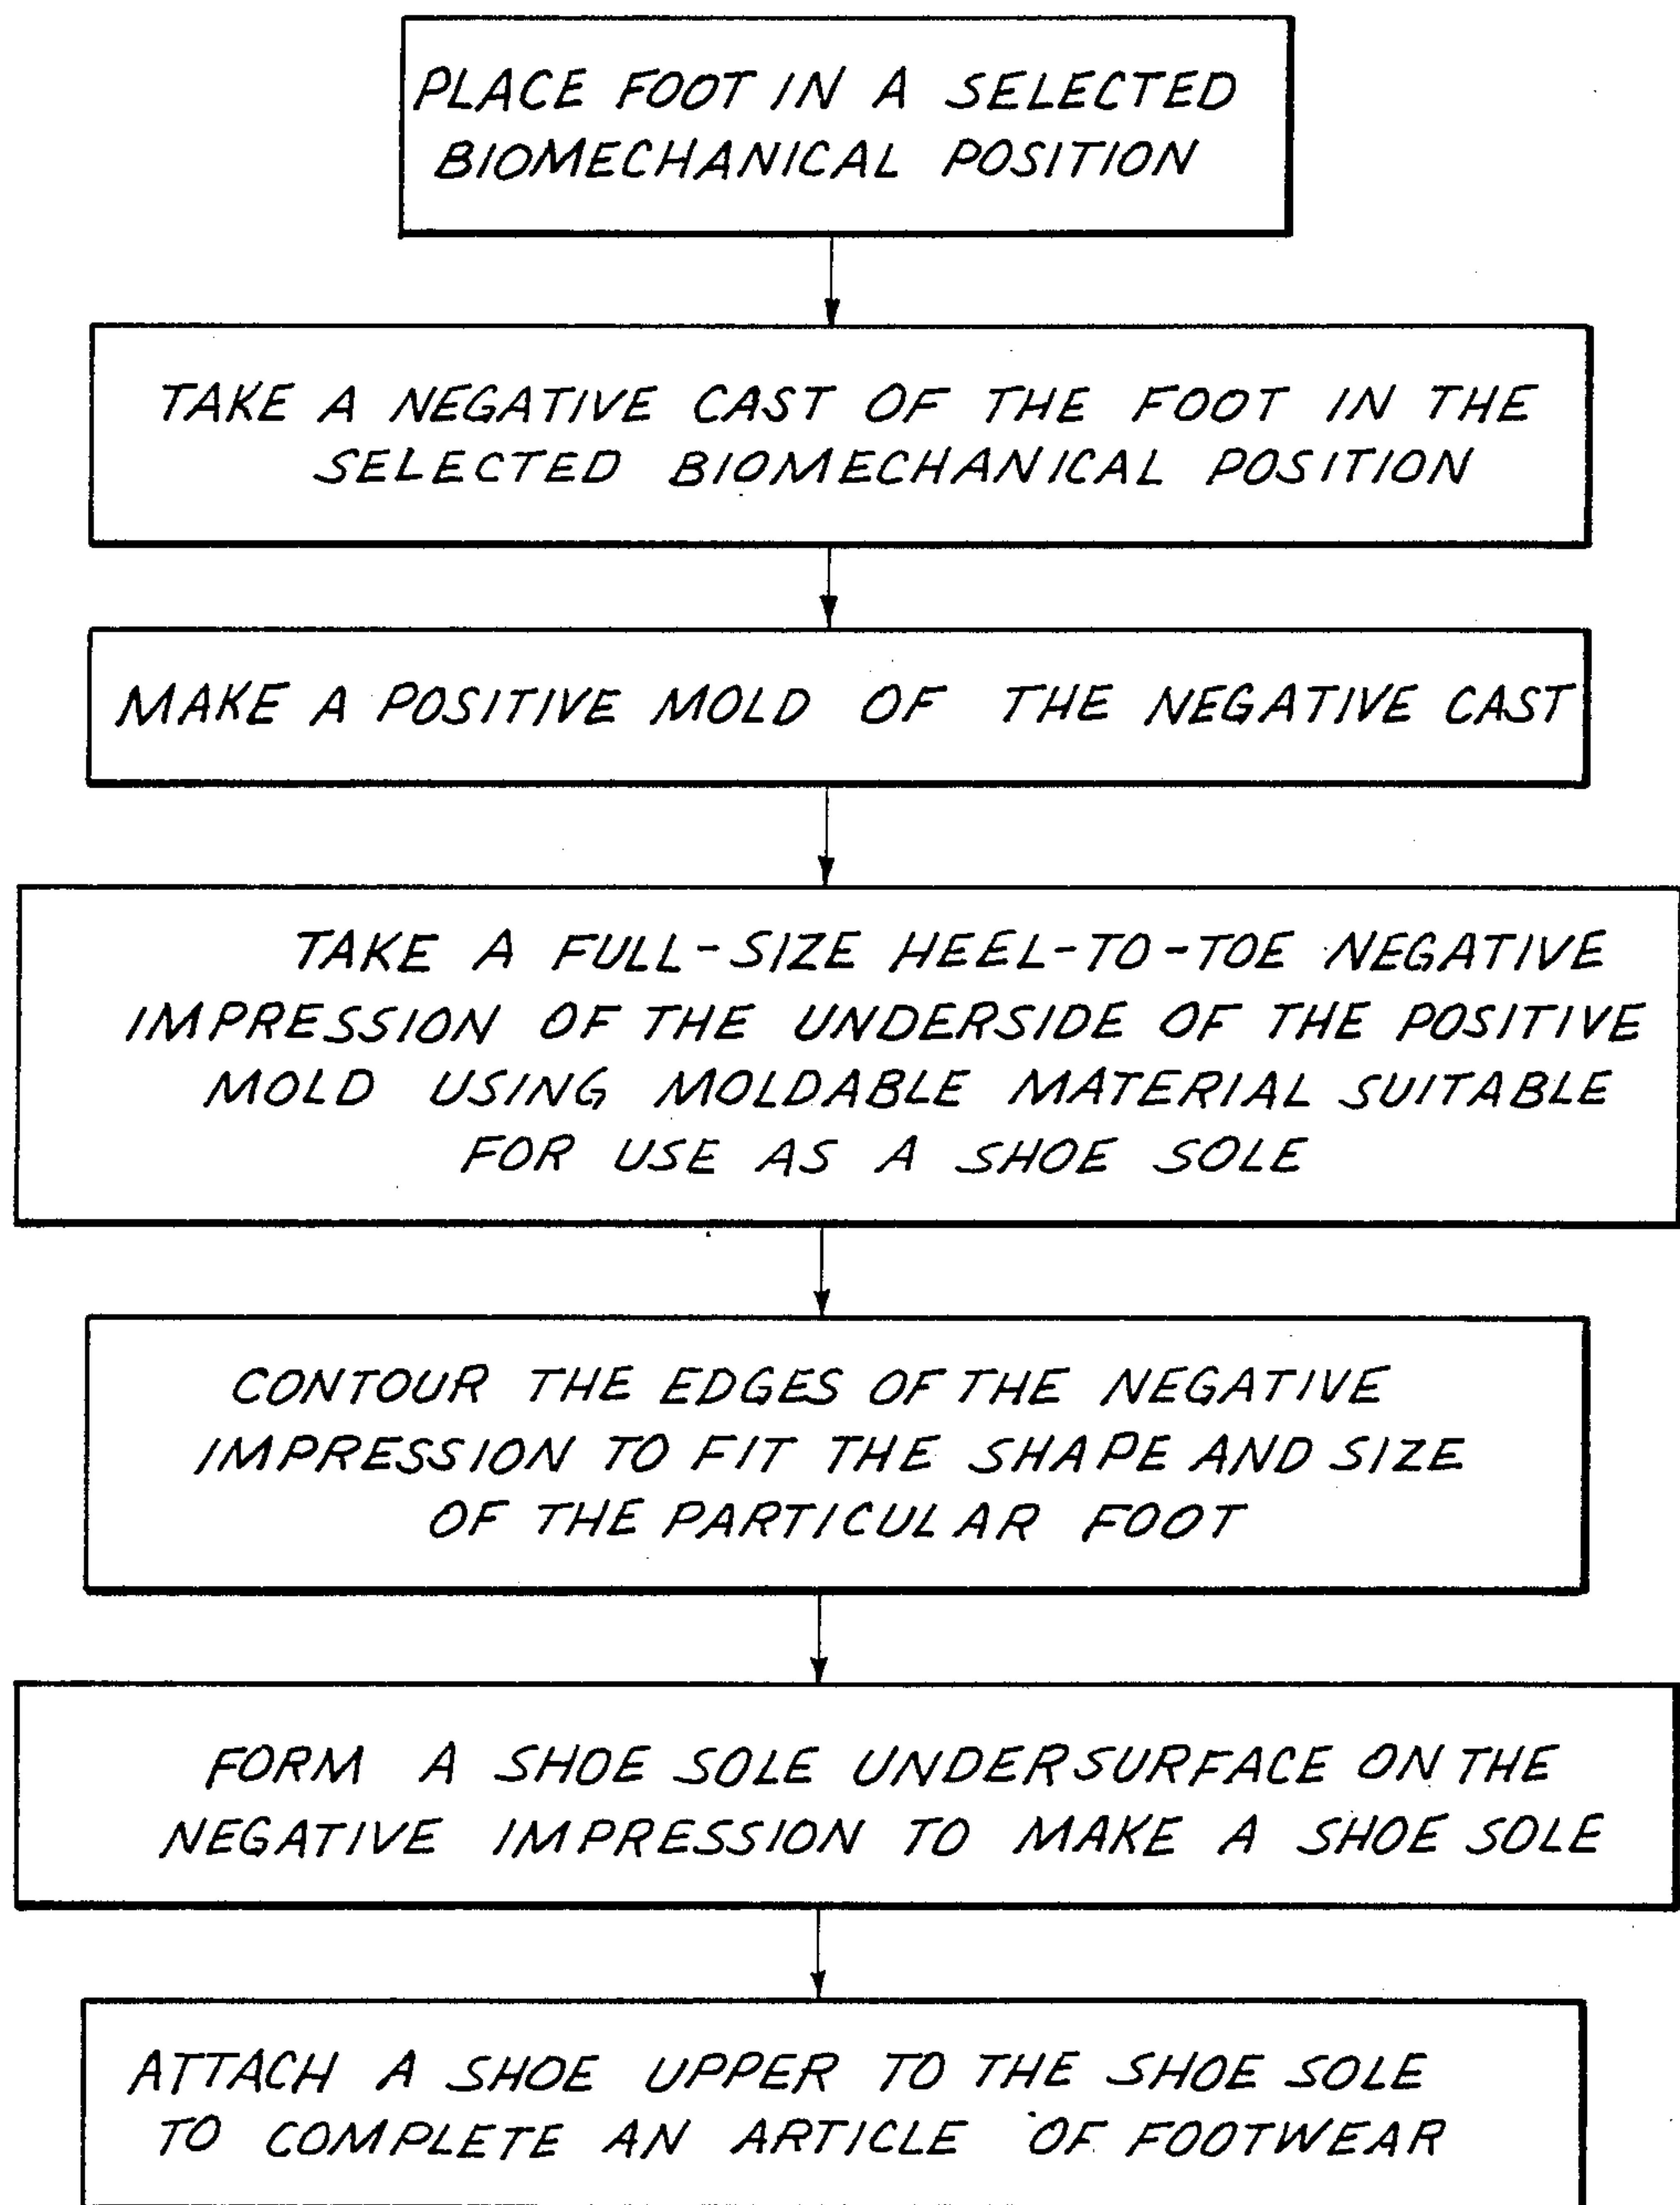 PLACE FOOT IN A SELECTED
BIOMECHANICAL POSITION
TAKE A NEGATIVE CAST OF THE FOOT IN THE
SELECTED BIOMECHANICAL POSITION
MAKE A POSITIVE MOLD OF THE NEGATIVE CAST
TAKE A FULL-SIZE HEEL-TO-TOE NEGATIVE
IMPRESSION OF THE UNDERSIDE OF THE POSITIVE
MOLD USING MOLDABLE MATERIAL SUITABLE
FOR USE AS A SHOE SOLE
CONTOUR THE EDGES OF THE NEGATIVE
IMPRESSION TO FIT THE SHAPE AND SIZE
OF THE PARTICULAR FOOT
FORM A SHOE SOLE UNDERSURFACE ON THE
NEGATIVE IMPRESSION TO MAKE A SHOE SOLE
ATTACH A SHOE UPPER TO THE SHOE SOLE
TO COMPLETE AN ARTICLE OF FOOTWEAR